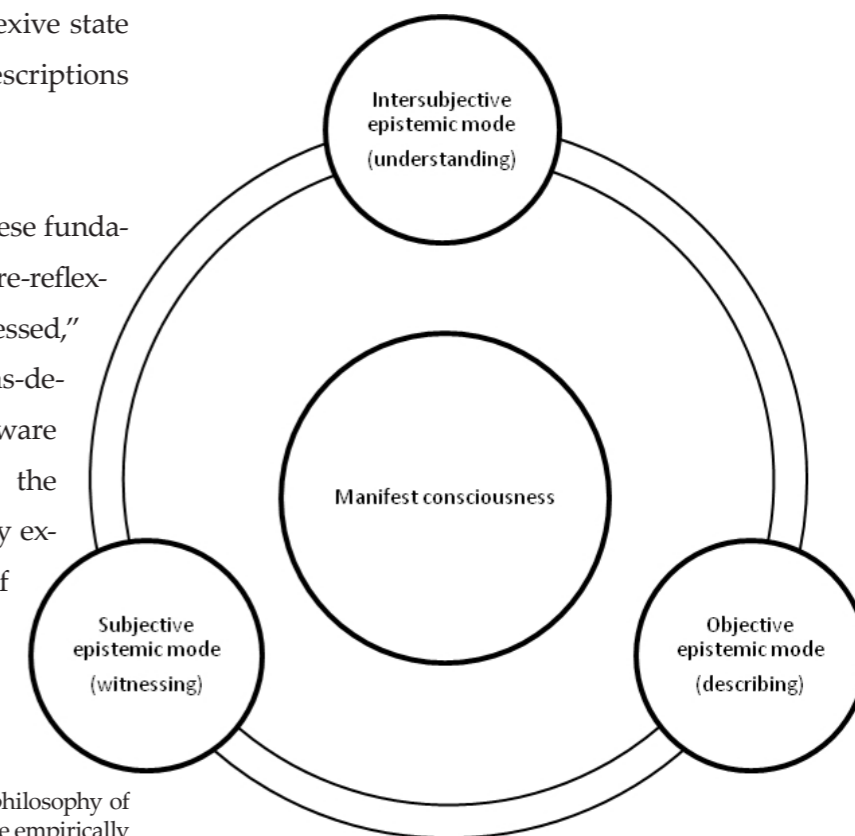 exive state
escriptions
ese funda-
re-reflex-
essed,"
ns-de-
ware
the
y ex-
f
philosophy of
e empirically
Intersubjective
epistemic mode
(understanding)
Manifest consciousness
Subjective
epistemic mode
(witnessing)
Objective
epistemic mode
(describing)